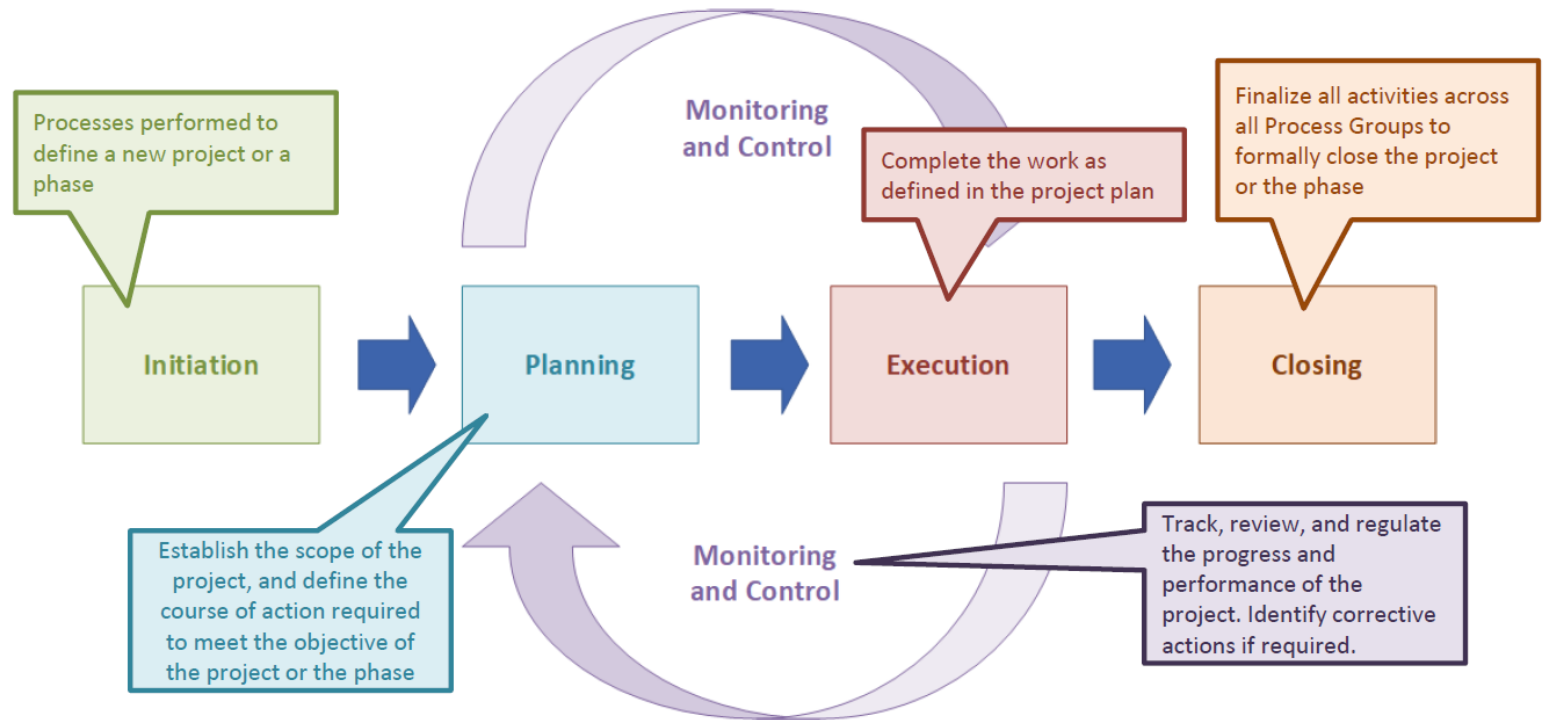 Monitoring
and Control
Processes performed to
define a new project or a
phase
Complete the work as
defined in the project plan
Finalize all activities across
all Process Groups to
formally close the project
or the phase
Initiation
Planning
Execution
Closing
Establish the scope of the
project, and define the
course of action required
to meet the objective of
the project or the phase
Monitoring
and Control
Track, review, and regulate
the progress and
performance of the
project. Identify corrective
actions if required.